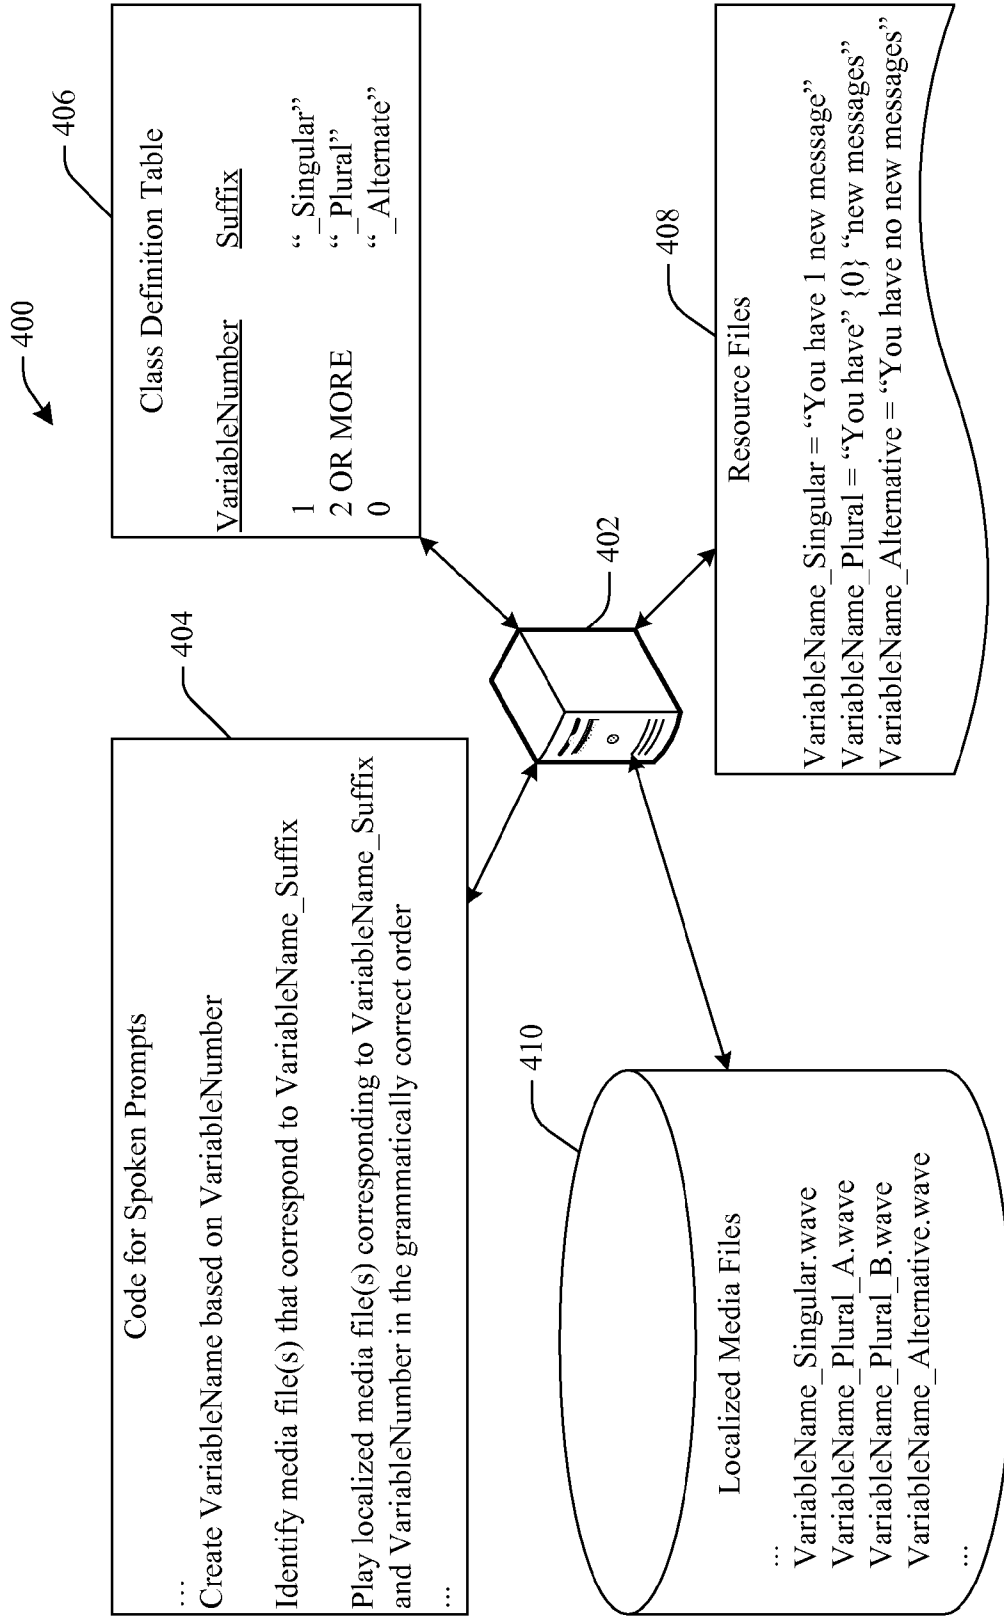 400
404
Code for Spoken Prompts
...
Create VariableName based on VariableNumber
Identify media file(s) that correspond to VariableName_Suffix
Play localized media file(s) corresponding to VariableName_Suffix
and VariableNumber in the grammatically correct order
...
406
Class Definition Table
VariableNumber Suffix
1 “_Singular”
2 OR MORE “_Plural”
0 “_Alternate”
402
410
Localized Media Files
...
VariableName_Singular.wave
VariableName_Plural_A.wave
VariableName_Plural_B.wave
VariableName_Alternative.wave
...
408
Resource Files
VariableName_Singular = “You have 1 new message”
VariableName_Plural = “You have” {0} “new messages”
VariableName_Alternative = “You have no new messages”